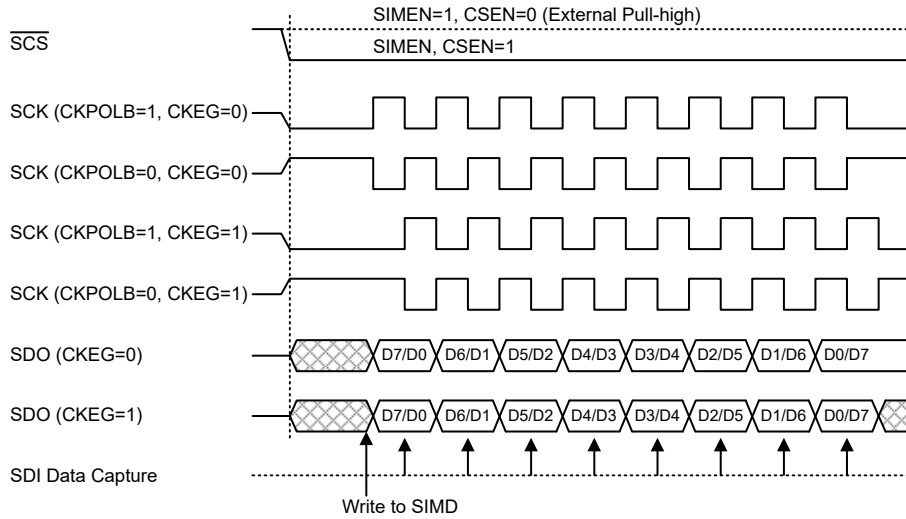 SIMEN=1, CSEN=0 (External Pull-high)
SCS
SIMEN, CSEN=1
SCK (CKPOLB=1, CKEG=0)
SCK (CKPOLB=0, CKEG=0)
SCK (CKPOLB=1, CKEG=1)
SCK (CKPOLB=0, CKEG=1)
SDO (CKEG=0) D7/D0 D6/D1 D5/D2 D4/D3 D3/D4 D2/D5 D1/D6 D0/D7
SDO (CKEG=1) D7/D0 D6/D1 D5/D2 D4/D3 D3/D4 D2/D5 D1/D6 D0/D7
SDI Data Capture
Write to SIMD